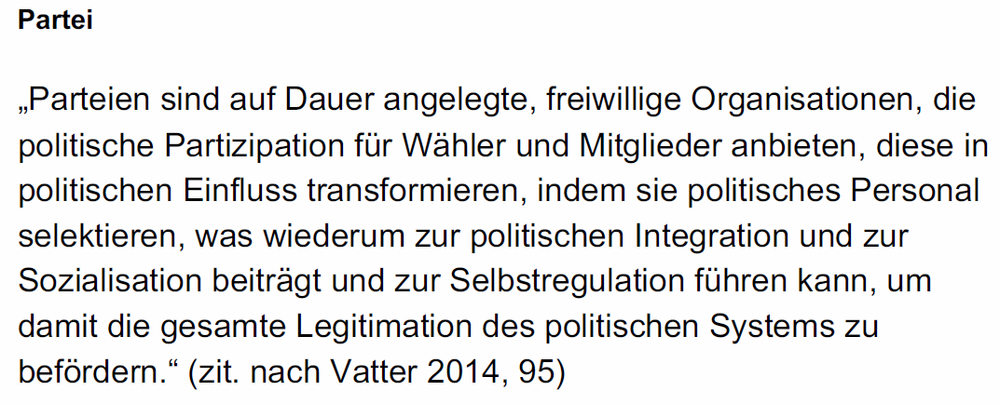 Partei
„Parteien sind auf Dauer angelegte, freiwillige Organisationen, die
politische Partizipation für Wähler und Mitglieder anbieten, diese in
politischen Einfluss transformieren, indem sie politisches Personal
selektieren, was wiederum zur politischen Integration und zur
Sozialisation beiträgt und zur Selbstregulation führen kann, um
damit die gesamte Legitimation des politischen Systems zu
befördern.“ (zit. nach Vatter 2014, 95)